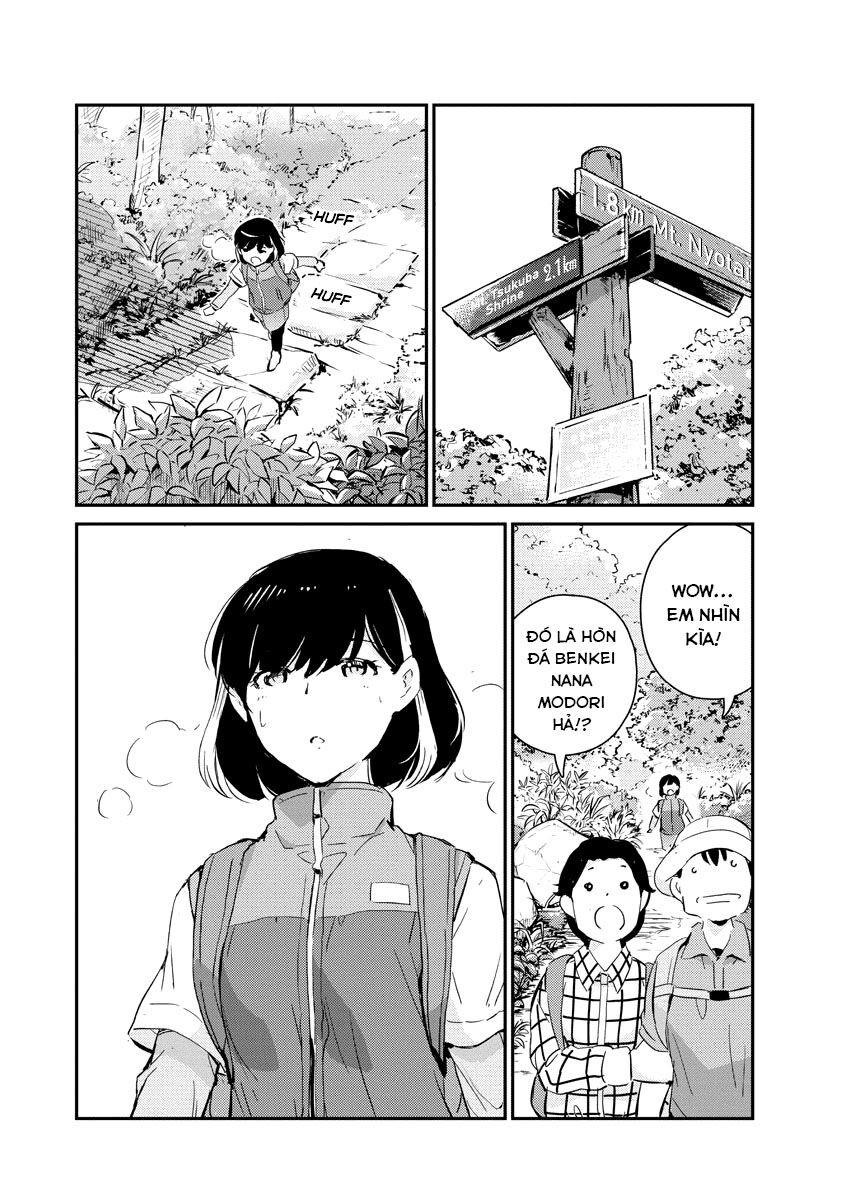 1.8km Mt. Nyotai
Mt. Tsukuba 2.1km
Shrine
HUFF
HUFF
WOW...
EM NHÌN
KÌA!
ĐÓ LÀ HÒN
ĐÁ BENKEI
NANA
MODORI
HẢ!?